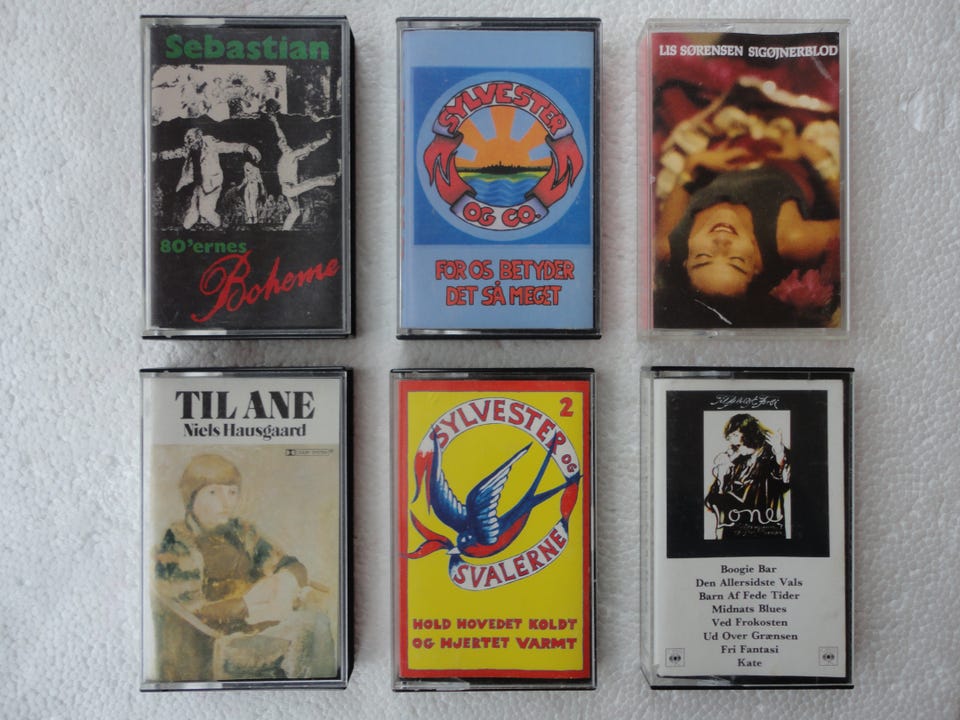 Sebastian
80'ernes
Boheme
SYLVESTER
OG CO.
FOR OS BETYDER
DET SÅ MEGET
LIS SØRENSEN SIGØJNERBLOD
TIL ANE
Niels Hausgaard
DOLBY SYSTEM
2
SYLVESTER OG
SVALERNE
HOLD HOVEDET KOLDT
OG HJERTET VARMT
Lone
Boogie Bar
Den Allersidste Vals
Barn Af Fede Tider
Midnats Blues
Ved Frokosten
Ud Over Grænsen
Fri Fantasi
Kate